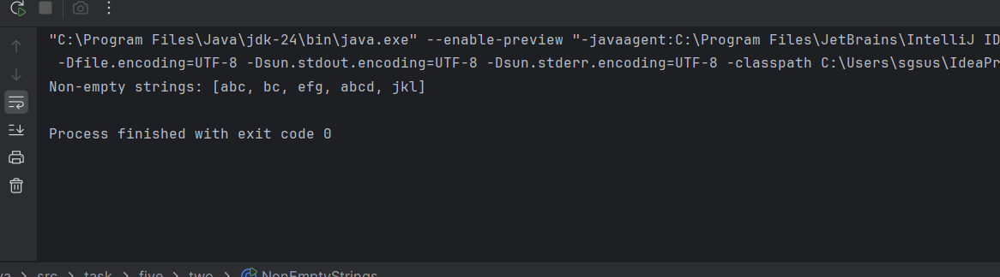 "C:\Program Files\Java\jdk-24\bin\java.exe" --enable-preview "-javaagent:C:\Program Files\JetBrains\IntelliJ ID
-Dfile.encoding=UTF-8 -Dsun.stdout.encoding=UTF-8 -Dsun.stderr.encoding=UTF-8 -classpath C:\Users\sgsus\IdeaPr
Non-empty strings: [abc, bc, efg, abcd, jkl]
Process finished with exit code 0
va > src > task > five > two > NonEmptyStrings